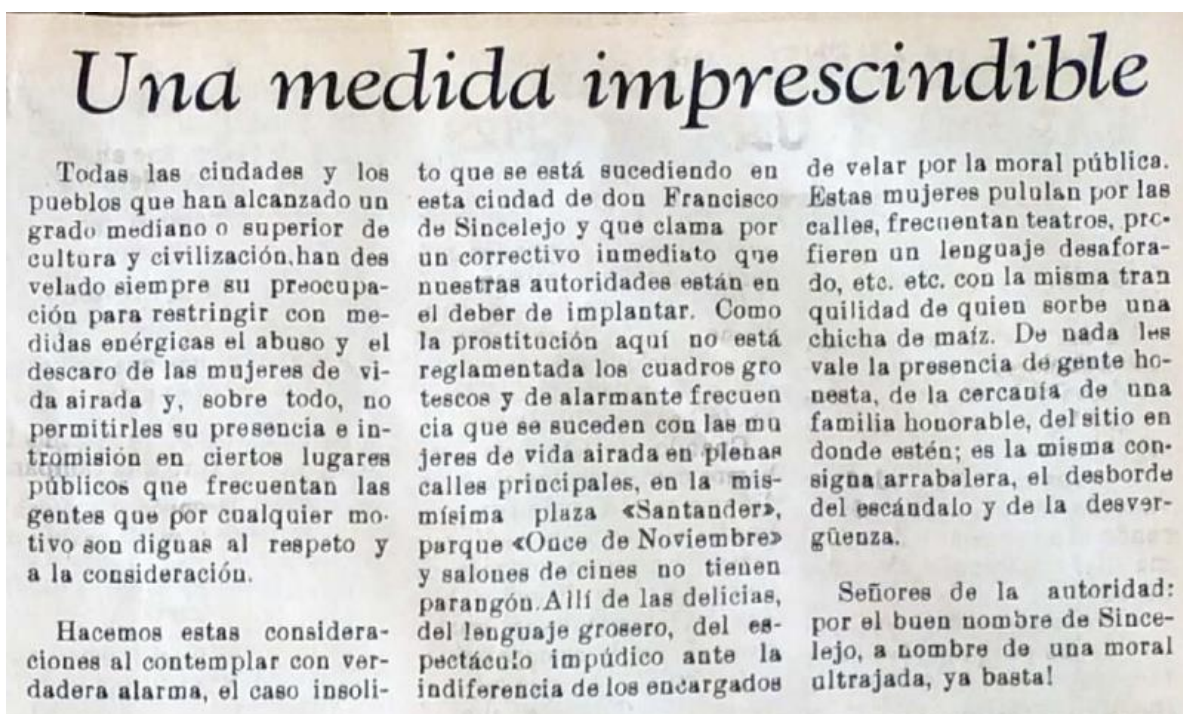 Una medida imprescindible
Todas las ciudades y los
pueblos que han alcanzado un
grado mediano o superior de
cultura y civilización,han des
velado siempre su preocupa-
ción para restringir con me-
didas enérgicas el abuso y el
descaro de las mujeres de vi-
da airada y, sobre todo, no
permitirles su presencia e in-
tromisión en ciertos lugares
públicos que frecuentan las
gentes que por cualquier mo-
tivo son dignas al respeto y
a la consideración.
Hacemos estas considera-
ciones al contemplar con ver-
dadera alarma, el caso insoli-
to que se está sucediendo en
esta ciudad de don Francisco
de Sincelejo y que clama por
un correctivo inmediato que
nuestras autoridades están en
el deber de implantar. Como
la prostitución aquí no está
reglamentada los cuadros gro
tescos y de alarmante frecuen
cia que se suceden con las mu
jeres de vida airada en plenas
calles principales, en la mis-
mísima plaza «Santander»,
parque «Once de Noviembre»
y salones de cines no tienen
parangón.Allí de las delicias,
del lenguaje grosero, del es-
pectáculo impúdico ante la
indiferencia de los encargados
de velar por la moral pública.
Estas mujeres pululan por las
calles, frecuentan teatros, pro-
fieren un lenguaje desafora-
do, etc. etc. con la misma tran
quilidad de quien sorbe una
chicha de maíz. De nada les
vale la presencia de gente ho-
nesta, de la cercanía de una
familia honorable, del sitio en
donde estén; es la misma con-
signa arrabalera, el desborde
del escándalo y de la desver-
güenza.
Señores de la autoridad:
por el buen nombre de Since-
lejo, a nombre de una moral
ultrajada, ya basta!